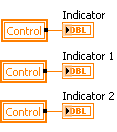 Indicator
Control DBL
Indicator 1
Control DBL
Indicator 2
Control DBL